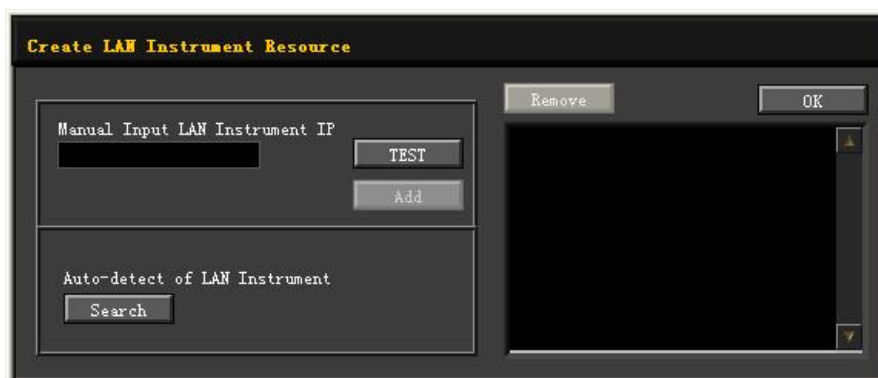 Create LAN Instrument Resource
Remove
OK
Manual Input LAN Instrument IP
TEST
Add
Auto-detect of LAN Instrument
Search